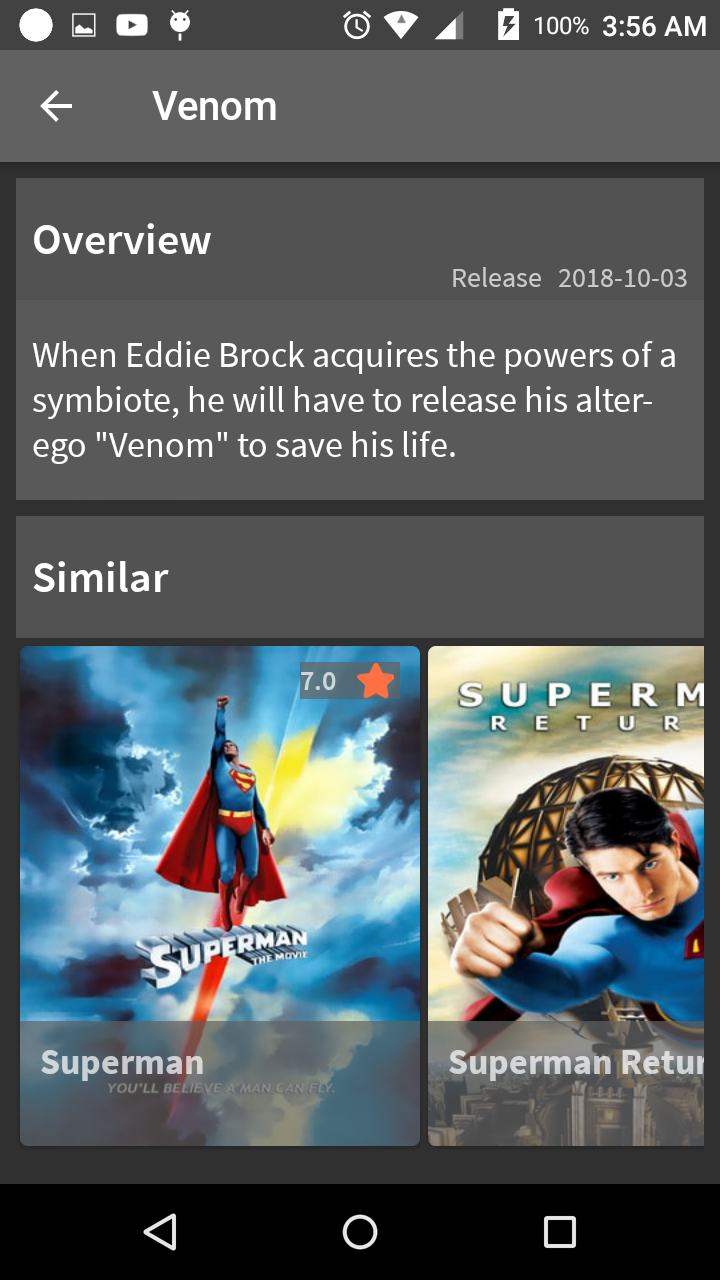 100% 3:56 AM
Venom
Overview
Release 2018-10-03
When Eddie Brock acquires the powers of a
symbiote, he will have to release his alter-
ego "Venom" to save his life.
Similar
7.0
SUPERMAN
THE MOVIE
Superman
YOU'LL BELIEVE A MAN CAN FLY.
SUPERM
RETUR
Superman Retur